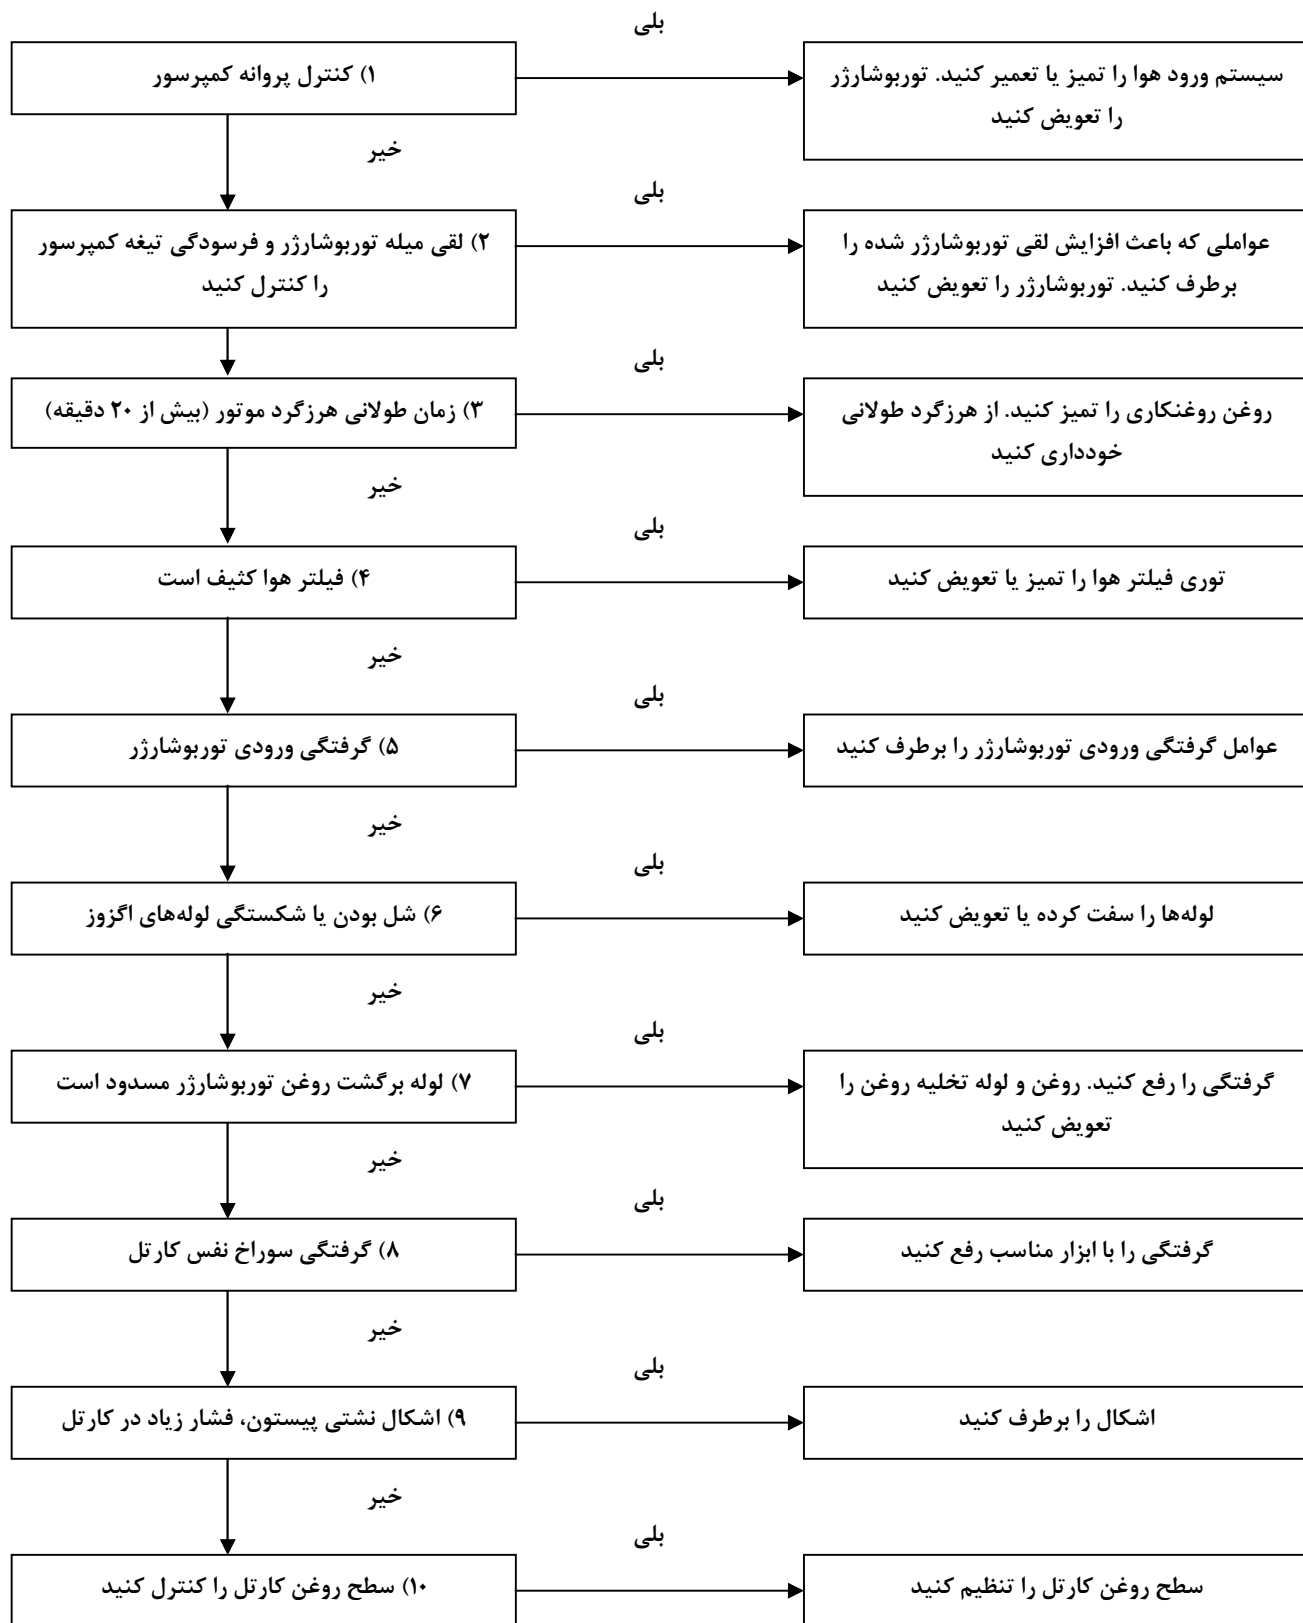 بلی
۱) کنترل پروانه کمپرسور
سیستم ورود هوا را تمیز یا تعمیر کنید. توربوشارژر
را تعویض کنید
خیر
بلی
۲) لقی میله توربوشارژر و فرسودگی تیغه کمپرسور
را کنترل کنید
عواملی که باعث افزایش لقی توربوشارژر شده را
برطرف کنید. توربوشارژر را تعویض کنید
بلی
۳) زمان طولانی هرزگرد موتور (بیش از ۲۰ دقیقه)
روغن روغنکاری را تمیز کنید. از هرزگرد طولانی
خودداری کنید
خیر
بلی
۴) فیلتر هوا کثیف است
توری فیلتر هوا را تمیز یا تعویض کنید
خیر
بلی
۵) گرفتگی ورودی توربوشارژر
عوامل گرفتگی ورودی توربوشارژر را برطرف کنید
خیر
بلی
۶) شل بودن یا شکستگی لوله‌های اگزوز
لوله‌ها را سفت کرده یا تعویض کنید
خیر
بلی
۷) لوله برگشت روغن توربوشارژر مسدود است
گرفتگی را رفع کنید. روغن و لوله تخلیه روغن را
تعویض کنید
خیر
بلی
۸) گرفتگی سوراخ نفس کارتل
گرفتگی را با ابزار مناسب رفع کنید
خیر
بلی
۹) اشکال نشتی پیستون، فشار زیاد در کارتل
اشکال را برطرف کنید
خیر
بلی
۱۰) سطح روغن کارتل را کنترل کنید
سطح روغن کارتل را تنظیم کنید